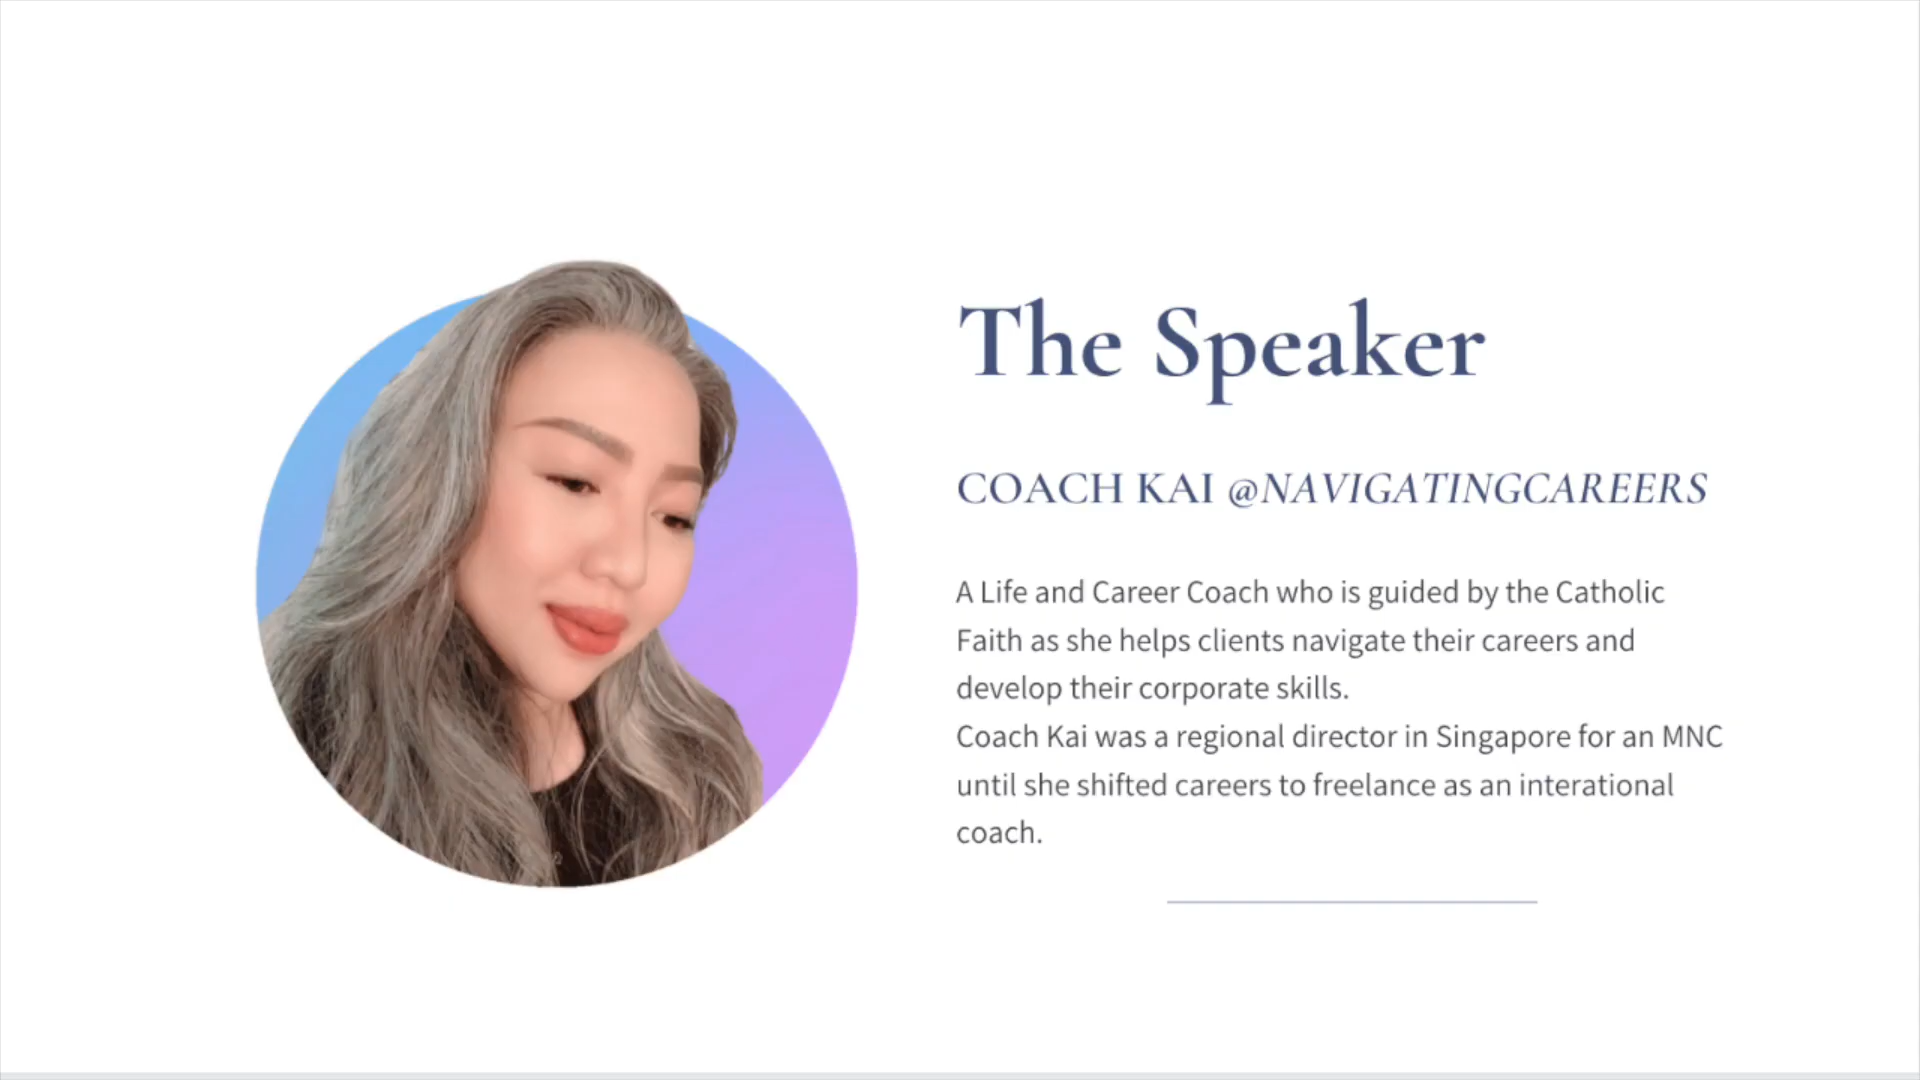 The Speaker
COACH KAI @NAVIGATINGCAREERS
A Life and Career Coach who is guided by the Catholic
Faith as she helps clients navigate their careers and
develop their corporate skills.
Coach Kai was a regional director in Singapore for an MNC
until she shifted careers to freelance as an interational
coach.